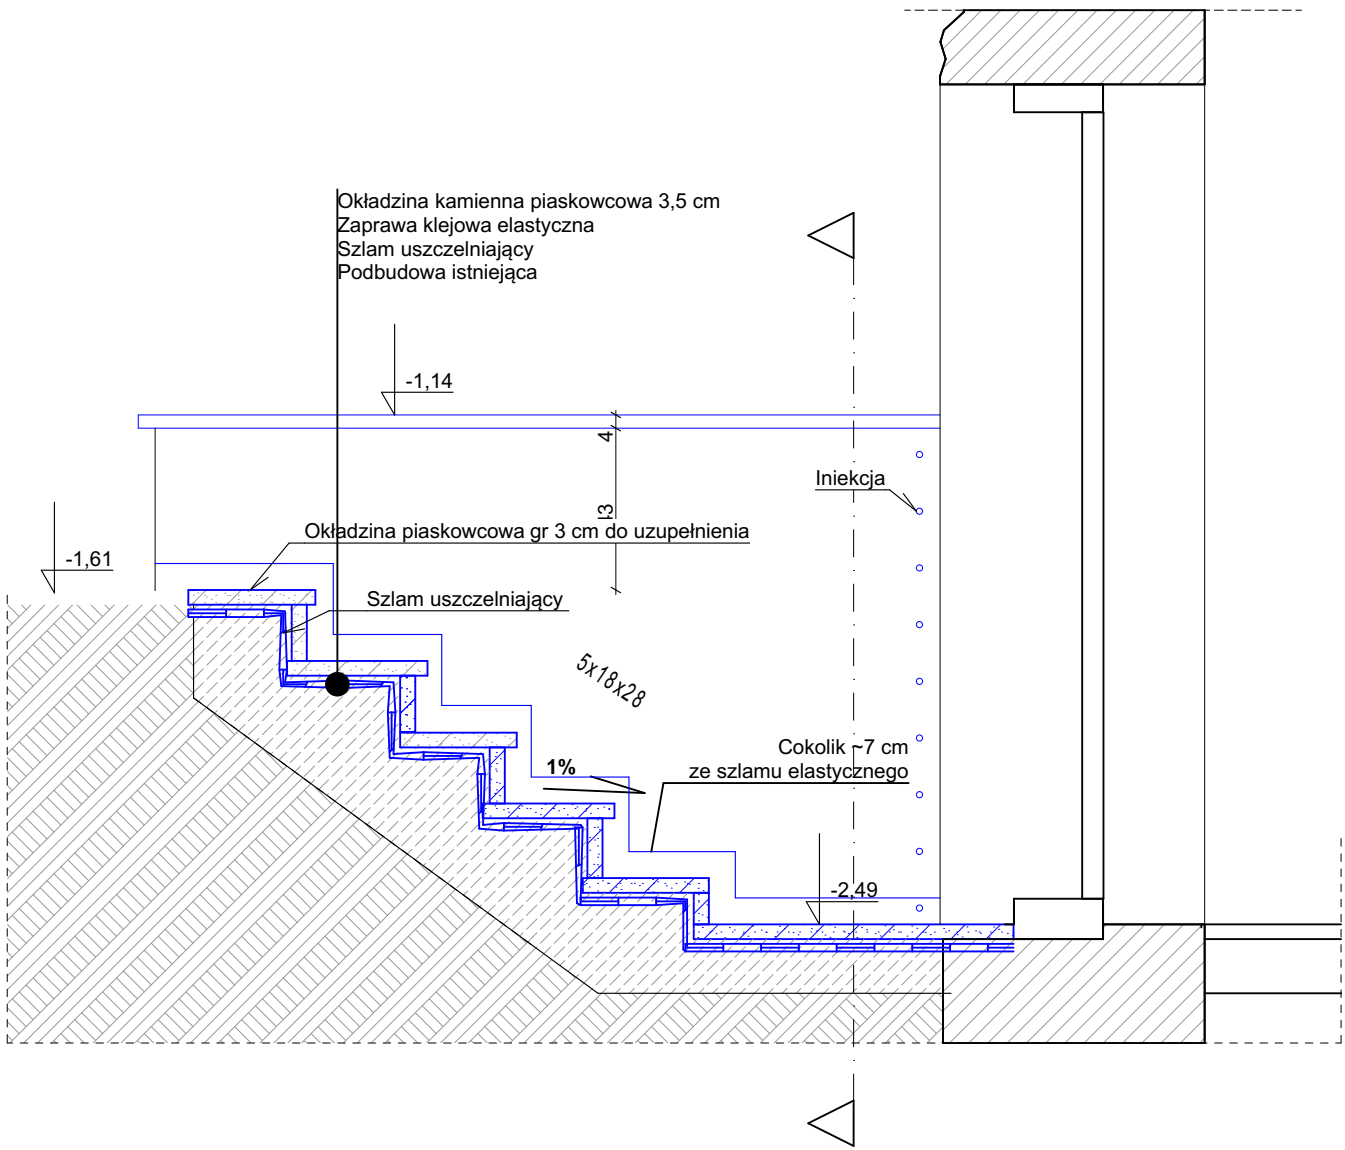 Okładzina kamienna piaskowcowa 3,5 cm
Zaprawa klejowa elastyczna
Szlam uszczelniający
Podbudowa istniejąca
-1,14
4
Iniekcja
Okładzina piaskowcowa gr 3 cm do uzupełnienia
-1,61
Szlam uszczelniający
5x18x28
Cokolik ~7 cm
1%
ze szlamu elastycznego
-2,49